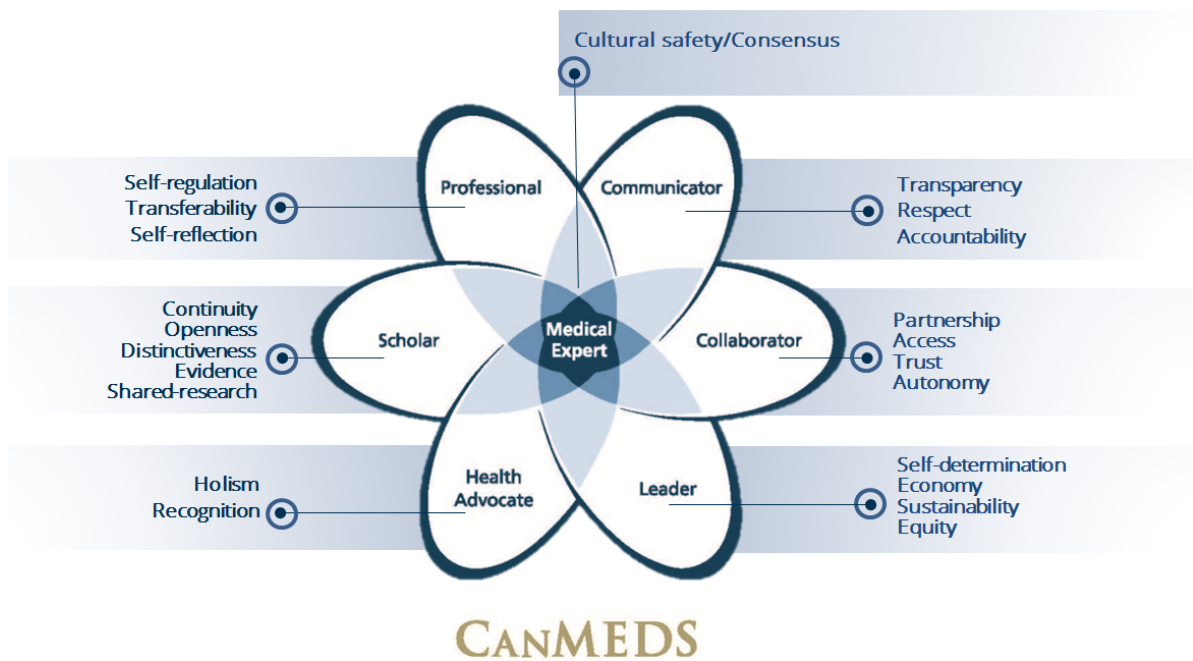 Cultural safety/Consensus
Professional
Communicator
Self-regulation
Transferability
Self-reflection
Transparency
Respect
Accountability
Continuity
Openness
Distinctiveness
Evidence
Shared-research
Scholar
Medical
Expert
Collaborator
Partnership
Access
Trust
Autonomy
Holism
Recognition
Health
Advocate
Leader
Self-determination
Economy
Sustainability
Equity
CANMEDS